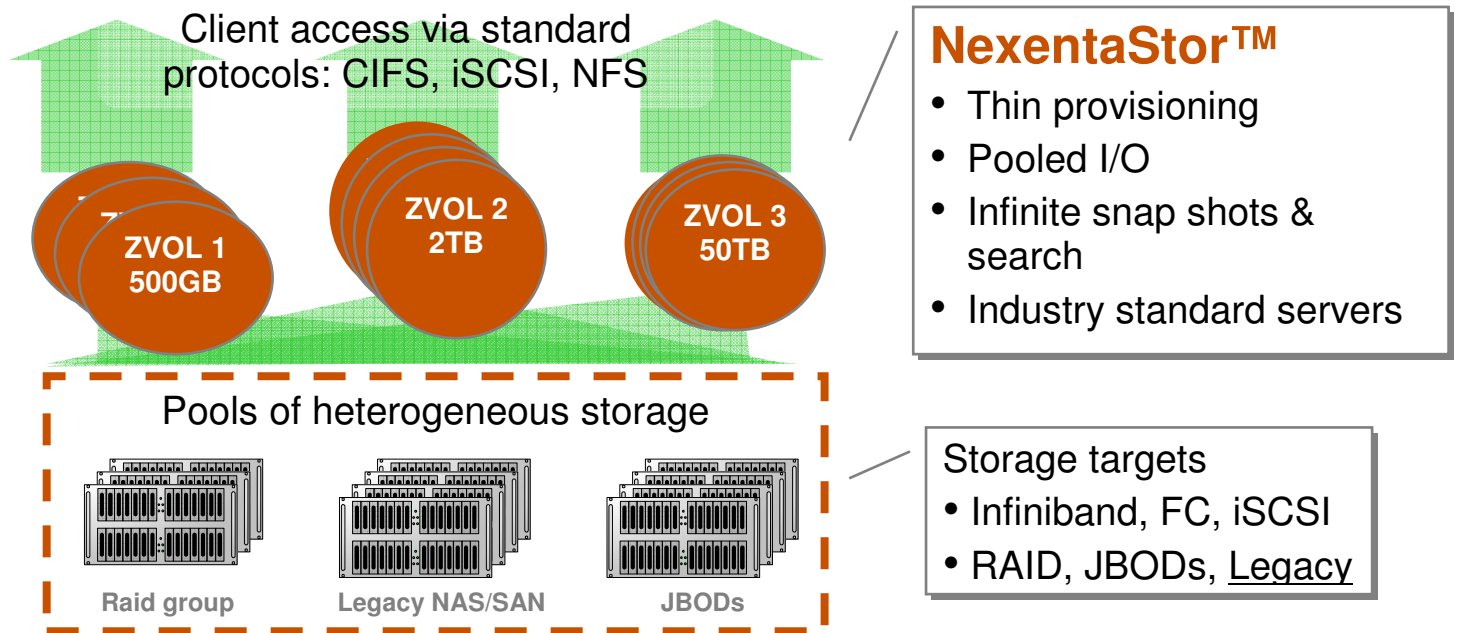 Client access via standard
protocols: CIFS, iSCSI, NFS
ZVOL 1
500GB
ZVOL 2
2TB
ZVOL 3
50TB
NexentaStor™
• Thin provisioning
• Pooled I/O
• Infinite snap shots &
search
• Industry standard servers
Pools of heterogeneous storage
Raid group
Legacy NAS/SAN
JBODs
Storage targets
• Infiniband, FC, iSCSI
• RAID, JBODs, Legacy